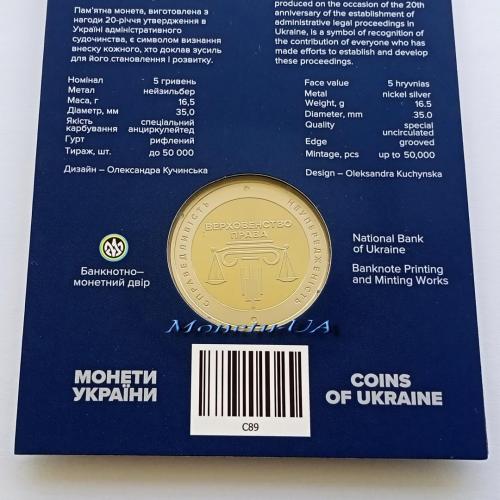 Пам'ятна монета, виготовлена з
нагоди 20-річчя утвердження в
Україні адміністративного
судочинства, є символом визнання
внеску кожного, хто доклав зусиль
для його становлення і розвитку.
produced on the occasion of the 20th
anniversary of the establishment of
administrative legal proceedings in
Ukraine, is a symbol of recognition of
the contribution of everyone who has
made efforts to establish and develop
these proceedings.
Номінал 5 гривень
Метал нейзильбер
Маса, г 16,5
Діаметр, мм 35,0
Якість карбування спеціальний анциркулейтед
Гурт рифлений
Тираж, шт. до 50 000
Дизайн – Олександра Кучинська
Face value 5 hryvnias
Metal nickel silver
Weight, g 16.5
Diameter, mm 35.0
Quality special
uncirculated
Edge grooved
Mintage, pcs up to 50,000
Design – Oleksandra Kuchynska
СПРАВЕДЛИВІСТЬ
НЕУПЕРЕДЖЕНІСТЬ
ВЕРХОВЕНСТВО
ПРАВА
Банкнотно–
монетний двір
National Bank
of Ukraine
Banknote Printing
and Minting Works
Moneti-UA
МОНЕТИ
УКРАЇНИ
C89
COINS
OF UKRAINE